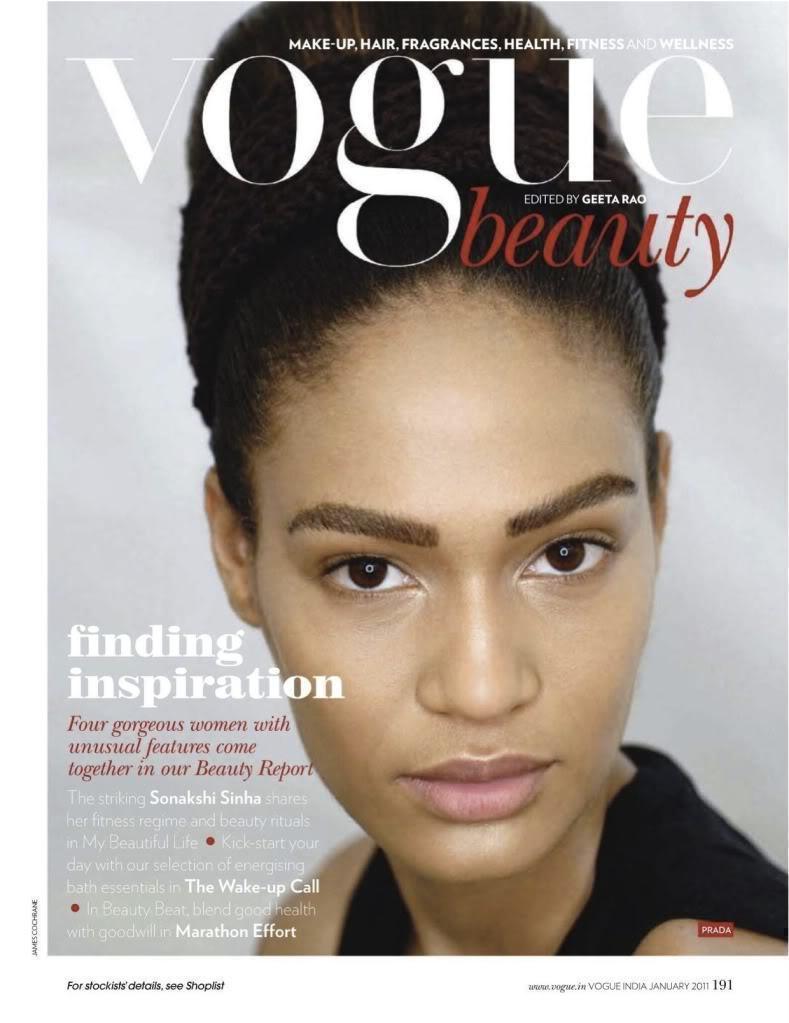 MAKE-UP, HAIR, FRAGRANCES, HEALTH, FITNESS AND WELLNESS
vogue
EDITED BY GEETA RAO
beauty
finding
inspiration
Four gorgeous women with
unusual features come
together in our Beauty Report
The striking Sonakshi Sinha shares
her fitness regime and beauty rituals
in My Beautiful Life • Kick-start your
day with our selection of energising
bath essentials in The Wake-up Call
• In Beauty Beat, blend good health
with goodwill in Marathon Effort
JAMES COCHRANE
PRADA
For stockists' details, see Shoplist
www.vogue.in VOGUE INDIA JANUARY 2011 191